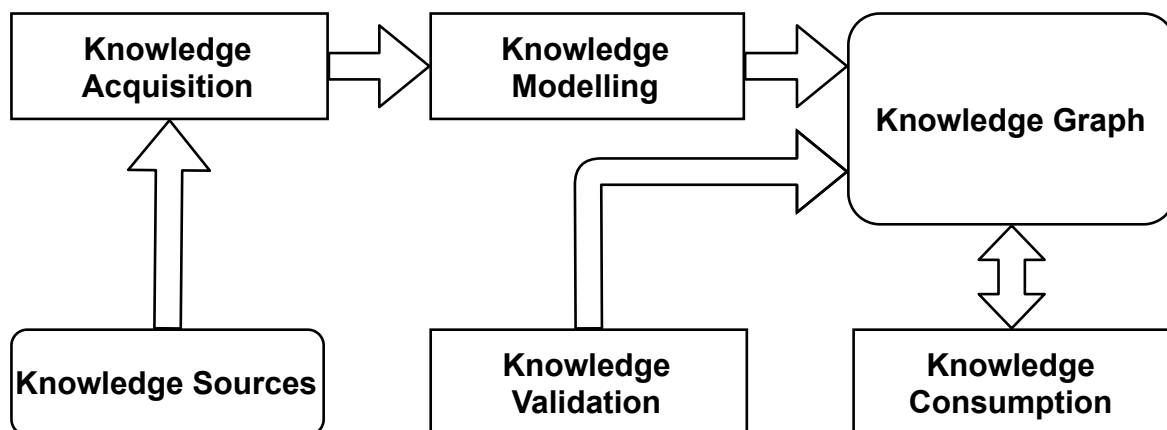 Knowledge
Acquisition
Knowledge
Modelling
Knowledge Graph
Knowledge Sources
Knowledge
Validation
Knowledge
Consumption